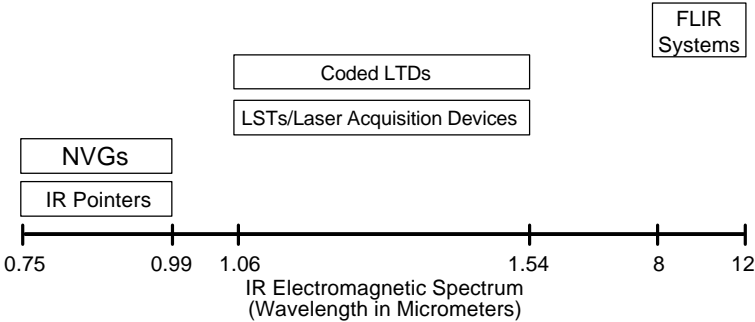 FLIR
Systems
Coded LTDs
LSTs/Laser Acquisition Devices
NVGs
IR Pointers
0.75 0.99 1.06 1.54 8 12
IR Electromagnetic Spectrum
(Wavelength in Micrometers)